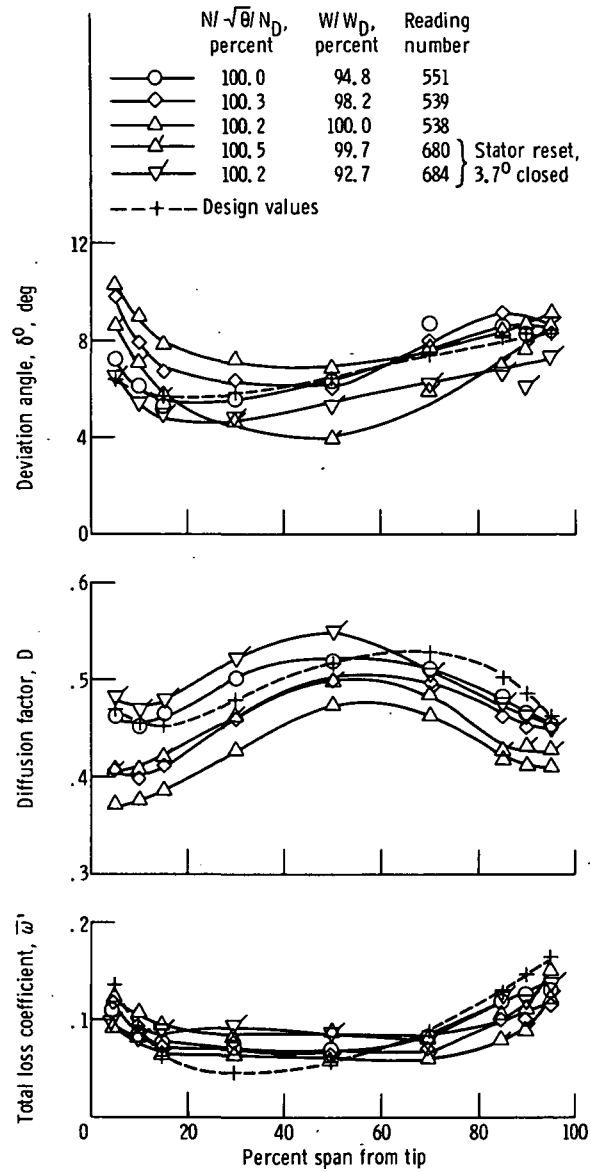 N/√θ/N_D, percent W/W_D, percent Reading number
100.0 94.8 551
100.3 98.2 539
100.2 100.0 538
100.5 99.7 680
100.2 92.7 684
Stator reset, 3.7⁰ closed
Design values
12
8
4
0
Deviation angle, δ⁰, deg
.6
.5
.4
.3
Diffusion factor, D
.2
.1
0
Total loss coefficient, ω̄'
20 40 60 80 100
Percent span from tip